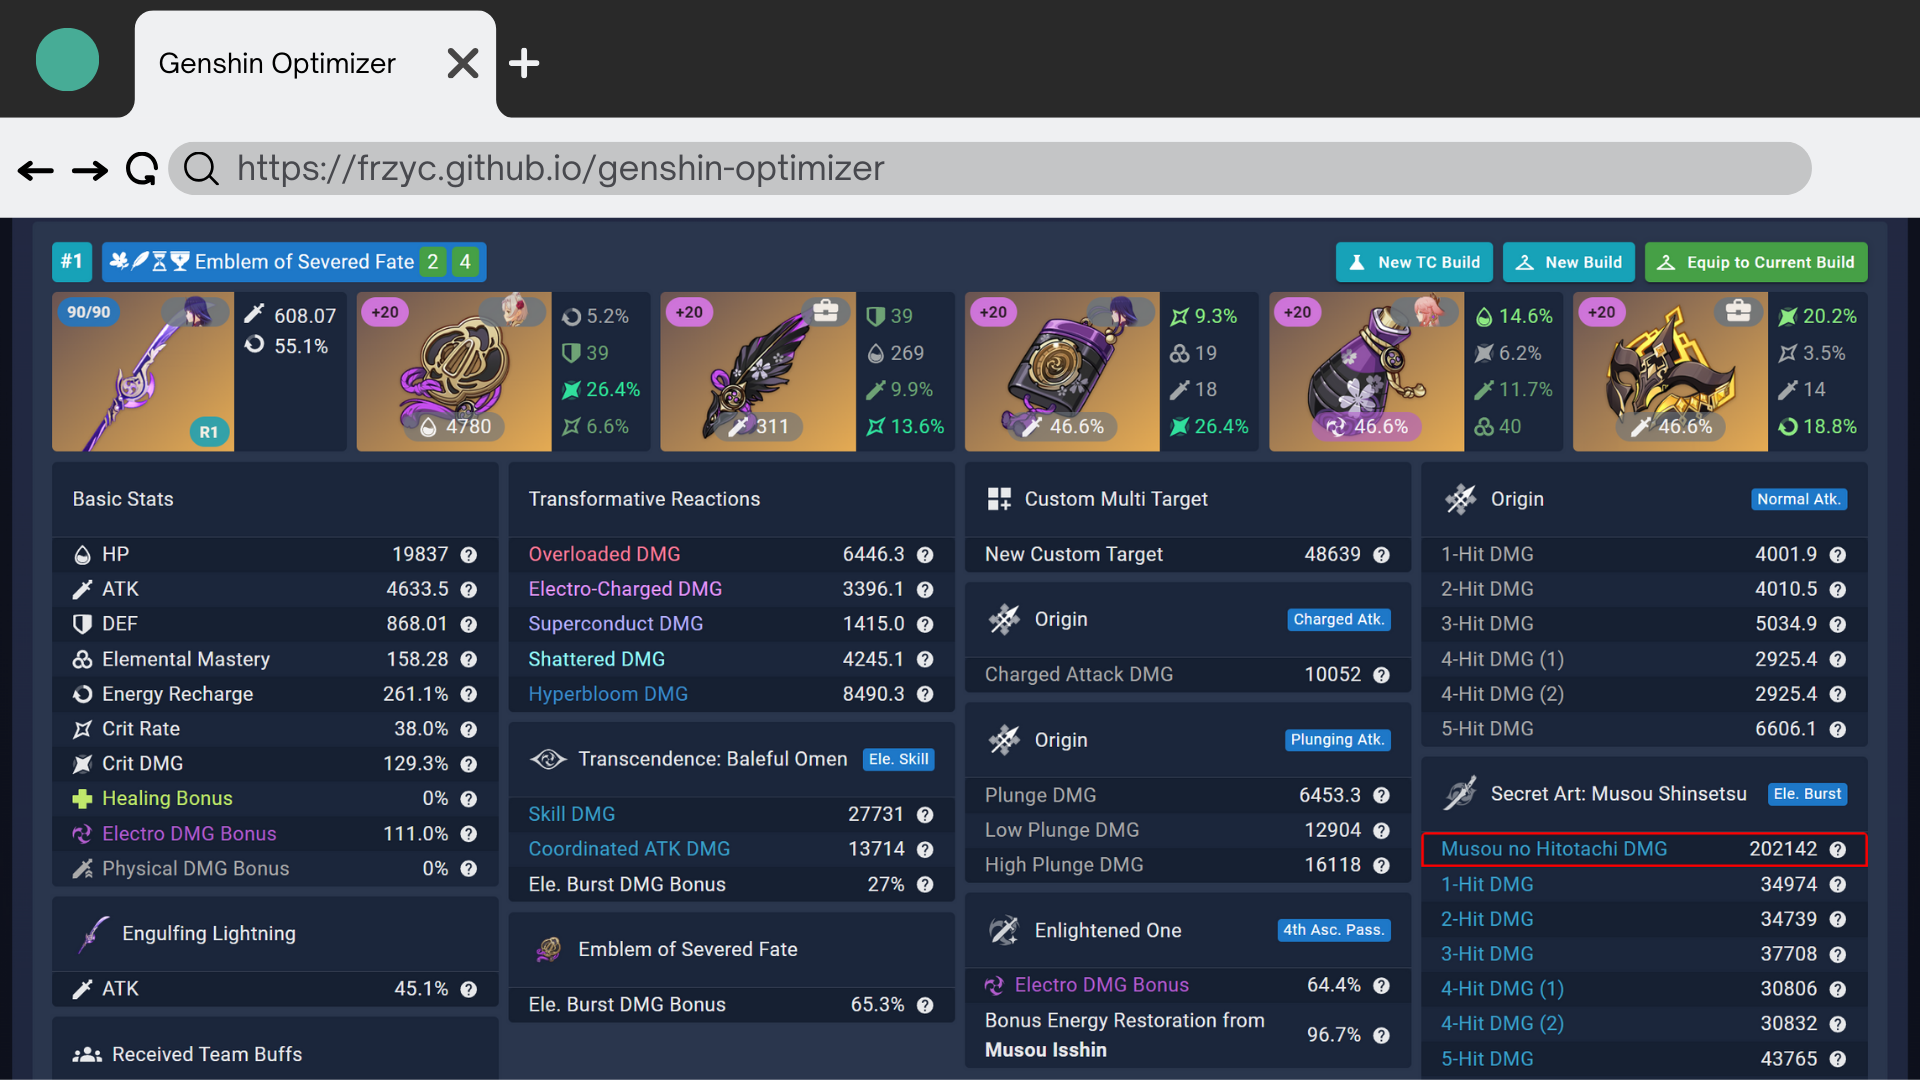 Genshin Optimizer
https://frzyc.github.io/genshin-optimizer
#1 Emblem of Severed Fate 2 4
New TC Build
New Build
Equip to Current Build
90/90
R1
608.07
55.1%
+20
4780
5.2%
39
26.4%
6.6%
+20
311
39
269
9.9%
13.6%
+20
46.6%
9.3%
19
18
26.4%
+20
46.6%
14.6%
6.2%
11.7%
40
+20
46.6%
20.2%
3.5%
14
18.8%
Basic Stats
HP 19837
ATK 4633.5
DEF 868.01
Elemental Mastery 158.28
Energy Recharge 261.1%
Crit Rate 38.0%
Crit DMG 129.3%
Healing Bonus 0%
Electro DMG Bonus 111.0%
Physical DMG Bonus 0%
Engulfing Lightning
ATK 45.1%
Received Team Buffs
Transformative Reactions
Overloaded DMG 6446.3
Electro-Charged DMG 3396.1
Superconduct DMG 1415.0
Shattered DMG 4245.1
Hyperbloom DMG 8490.3
Transcendence: Baleful Omen Ele. Skill
Skill DMG 27731
Coordinated ATK DMG 13714
Ele. Burst DMG Bonus 27%
Emblem of Severed Fate
Ele. Burst DMG Bonus 65.3%
Custom Multi Target
New Custom Target 48639
Origin Charged Atk.
Charged Attack DMG 10052
Origin Plunging Atk.
Plunge DMG 6453.3
Low Plunge DMG 12904
High Plunge DMG 16118
Enlightened One 4th Asc. Pass.
Electro DMG Bonus 64.4%
Bonus Energy Restoration from
Musou Isshin 96.7%
Origin Normal Atk.
1-Hit DMG 4001.9
2-Hit DMG 4010.5
3-Hit DMG 5034.9
4-Hit DMG (1) 2925.4
4-Hit DMG (2) 2925.4
5-Hit DMG 6606.1
Secret Art: Musou Shinsetsu Ele. Burst
Musou no Hitotachi DMG 202142
1-Hit DMG 34974
2-Hit DMG 34739
3-Hit DMG 37708
4-Hit DMG (1) 30806
4-Hit DMG (2) 30832
5-Hit DMG 43765